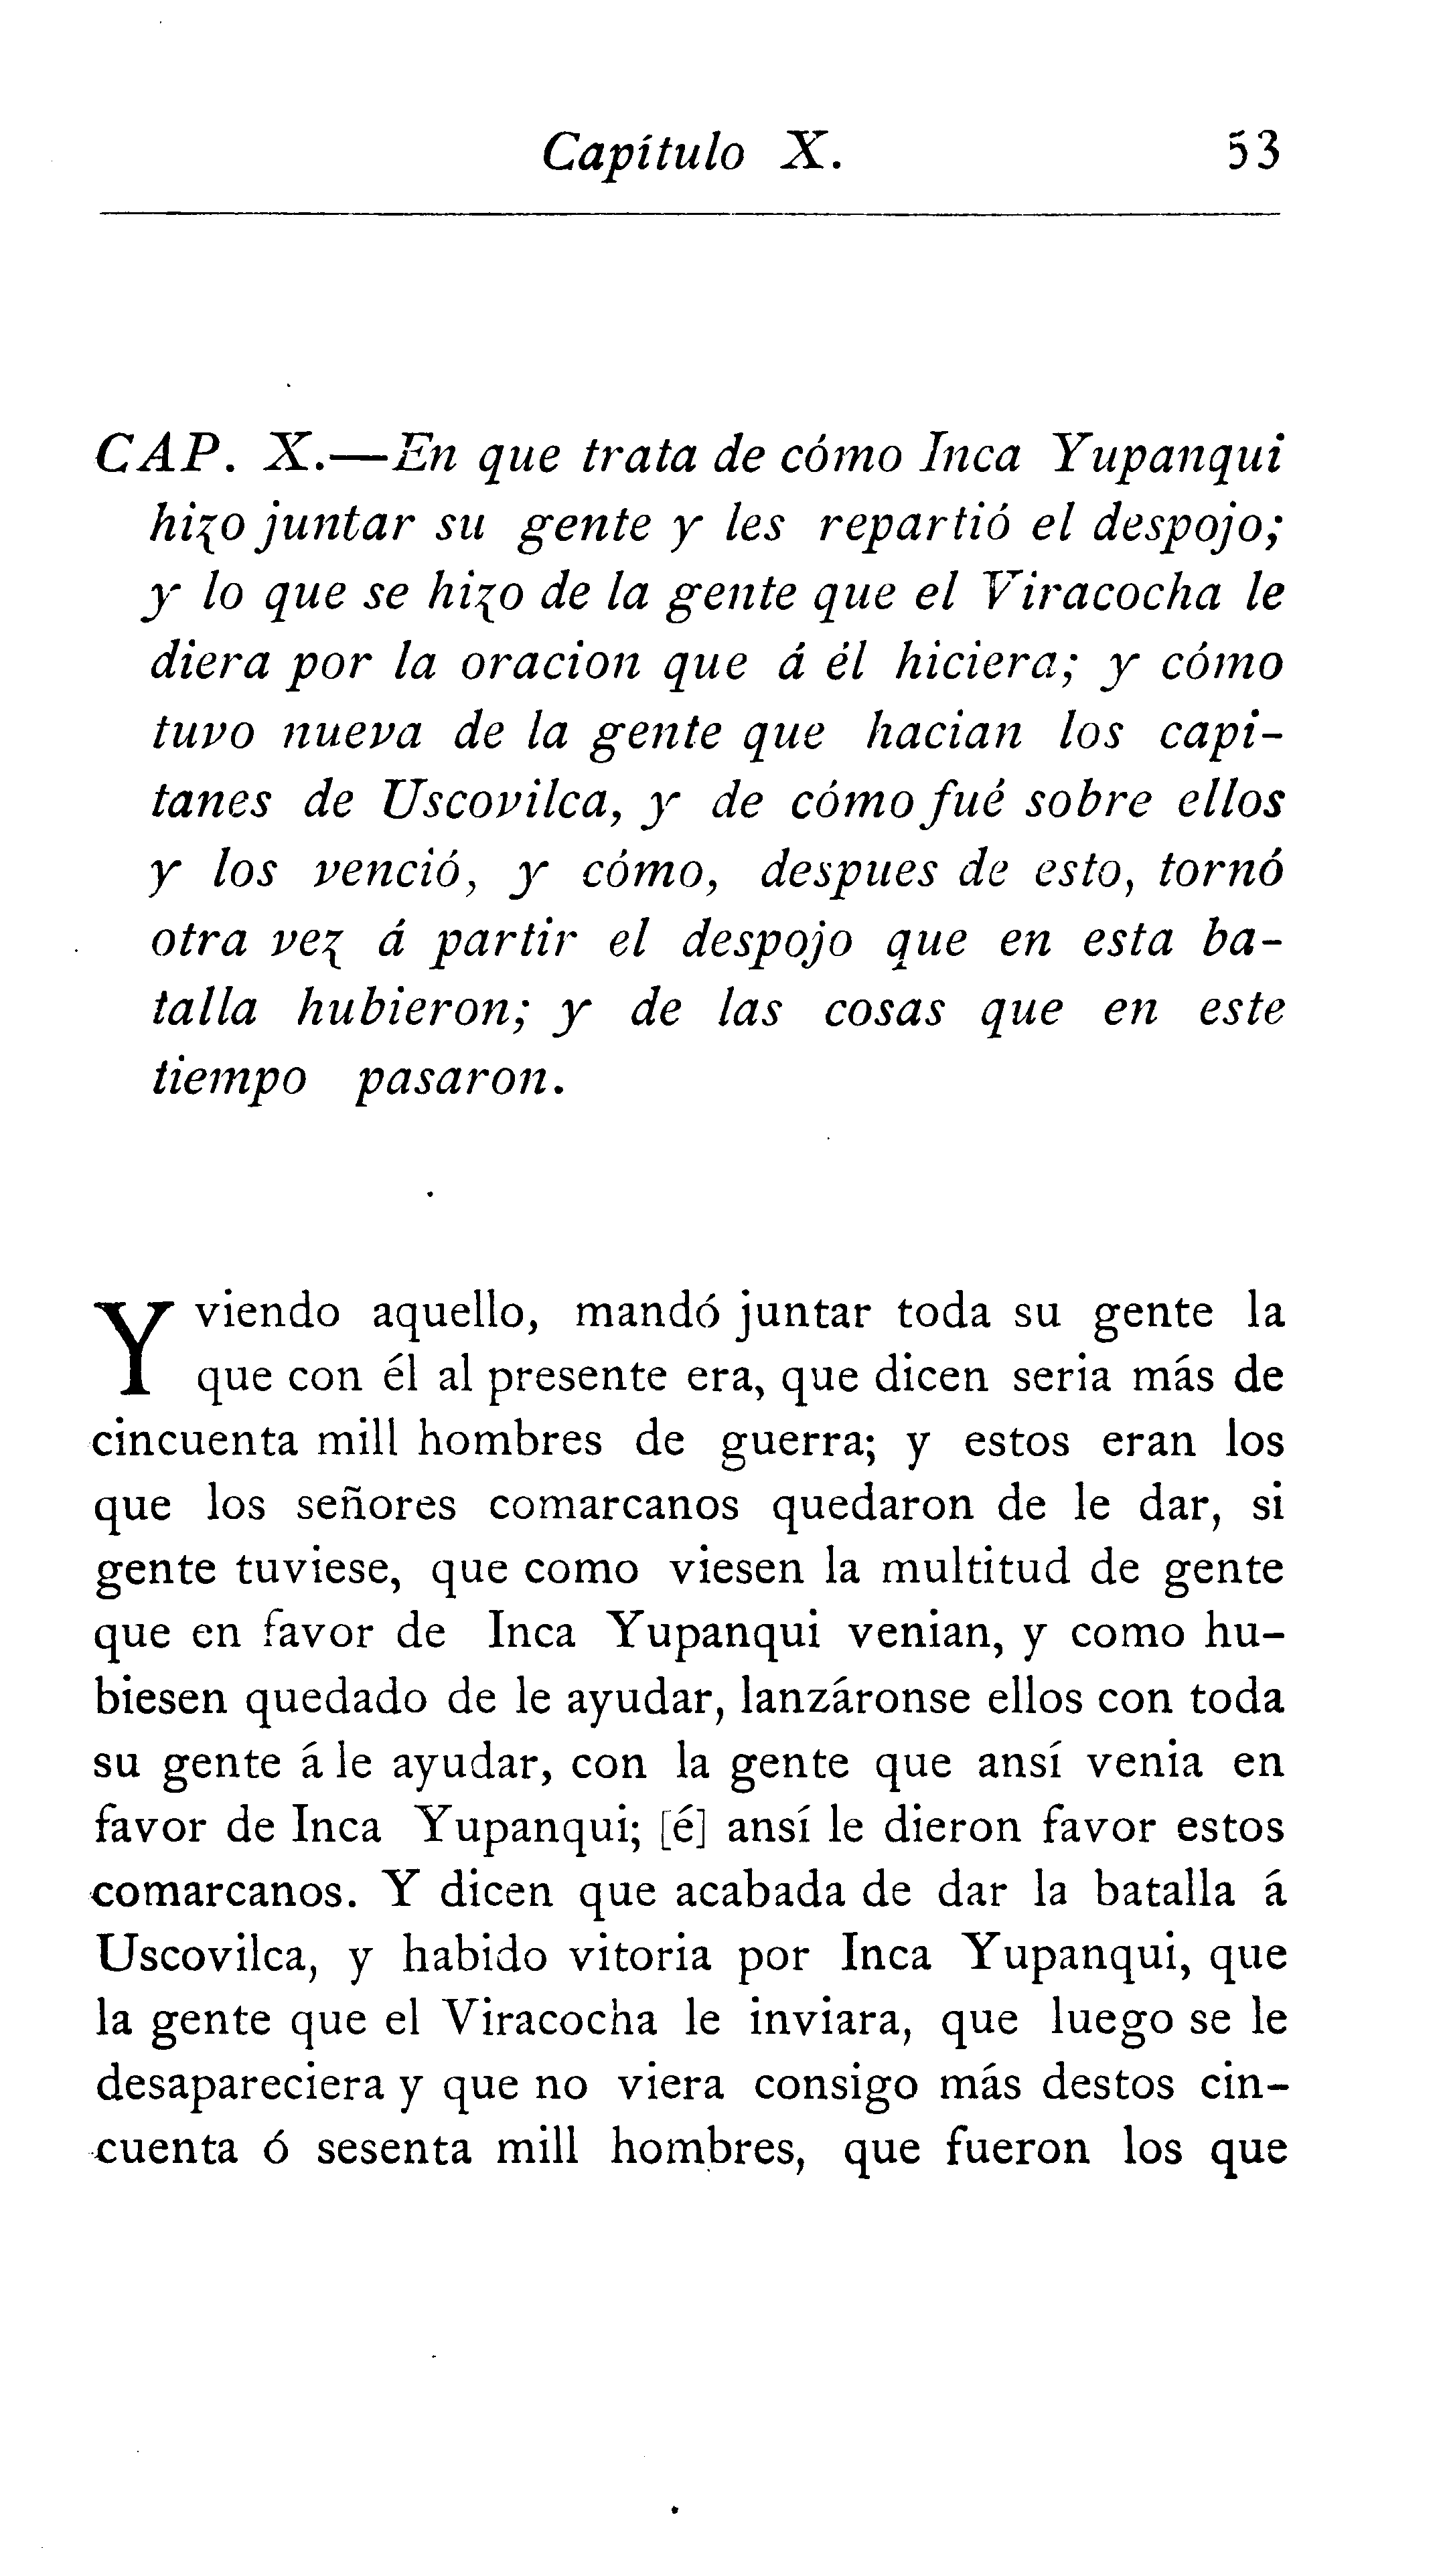 Capítulo X. 53
CAP. X.—En que trata de cómo Inca Yupanqui
hizo juntar su gente y les repartió el despojo;
y lo que se hizo de la gente que el Viracocha le
diera por la oracion que á él hiciera; y cómo
tuvo nueva de la gente que hacian los capi-
tanes de Uscovilca, y de cómo fué sobre ellos
y los venció, y cómo, despues de esto, tornó
otra vez á partir el despojo que en esta ba-
talla hubieron; y de las cosas que en este
tiempo pasaron.
Y viendo aquello, mandó juntar toda su gente la
que con él al presente era, que dicen seria más de
cincuenta mill hombres de guerra; y estos eran los
que los señores comarcanos quedaron de le dar, si
gente tuviese, que como viesen la multitud de gente
que en favor de Inca Yupanqui venian, y como hu-
biesen quedado de le ayudar, lanzáronse ellos con toda
su gente á le ayudar, con la gente que ansí venia en
favor de Inca Yupanqui; [é] ansí le dieron favor estos
comarcanos. Y dicen que acabada de dar la batalla á
Uscovilca, y habido vitoria por Inca Yupanqui, que
la gente que el Viracocha le inviara, que luego se le
desapareciera y que no viera consigo más destos cin-
cuenta ó sesenta mill hombres, que fueron los que